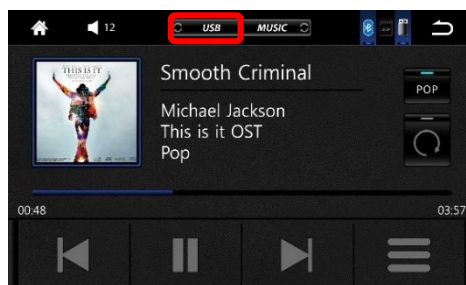 12
USB
MUSIC
THIS IS IT
Smooth Criminal
Michael Jackson
This is it OST
Pop
POP
00:48
03:57